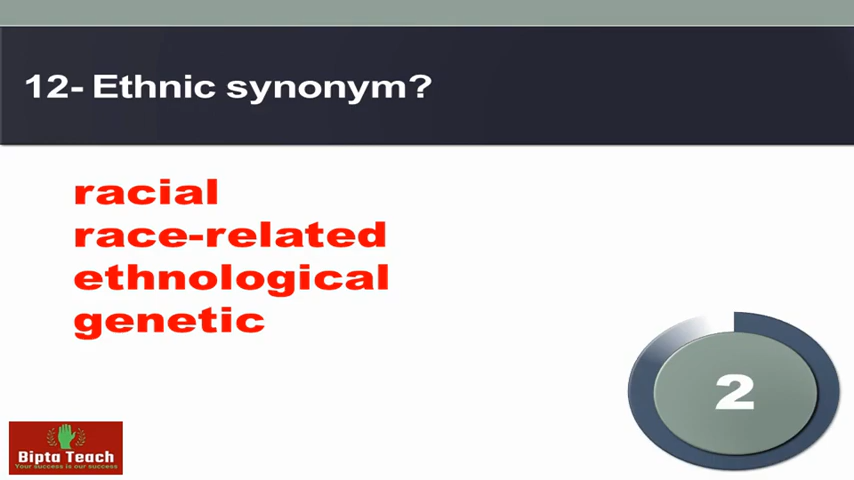 12- Ethnic synonym?
racial
race-related
ethnological
genetic
2
Bipta Teach
Your success is our success